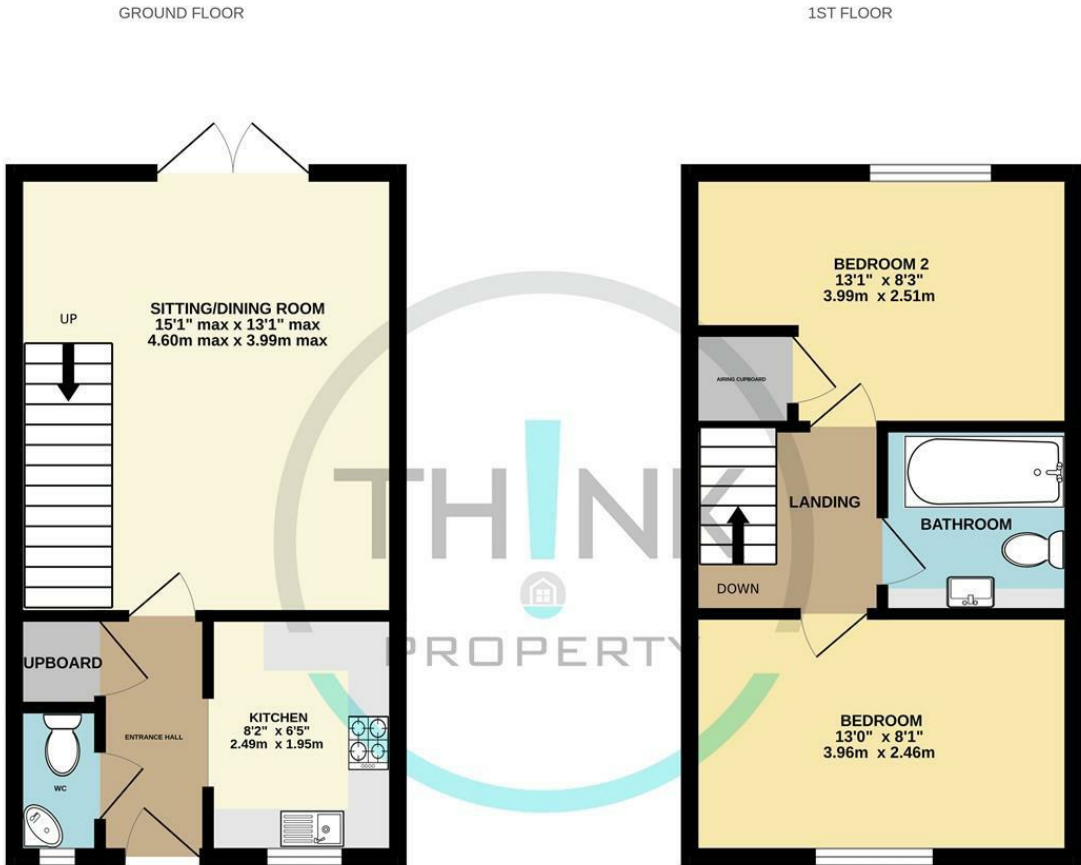 GROUND FLOOR
1ST FLOOR
SITTING/DINING ROOM
15'1" max x 13'1" max
4.60m max x 3.99m max
UP
UPBOARD
ENTRANCE HALL
WC
KITCHEN
8'2" x 6'5"
2.49m x 1.95m
TH!NK
PROPERTY
BEDROOM 2
13'1" x 8'3"
3.99m x 2.51m
AIRING CUPBOARD
LANDING
BATHROOM
DOWN
BEDROOM
13'0" x 8'1"
3.96m x 2.46m